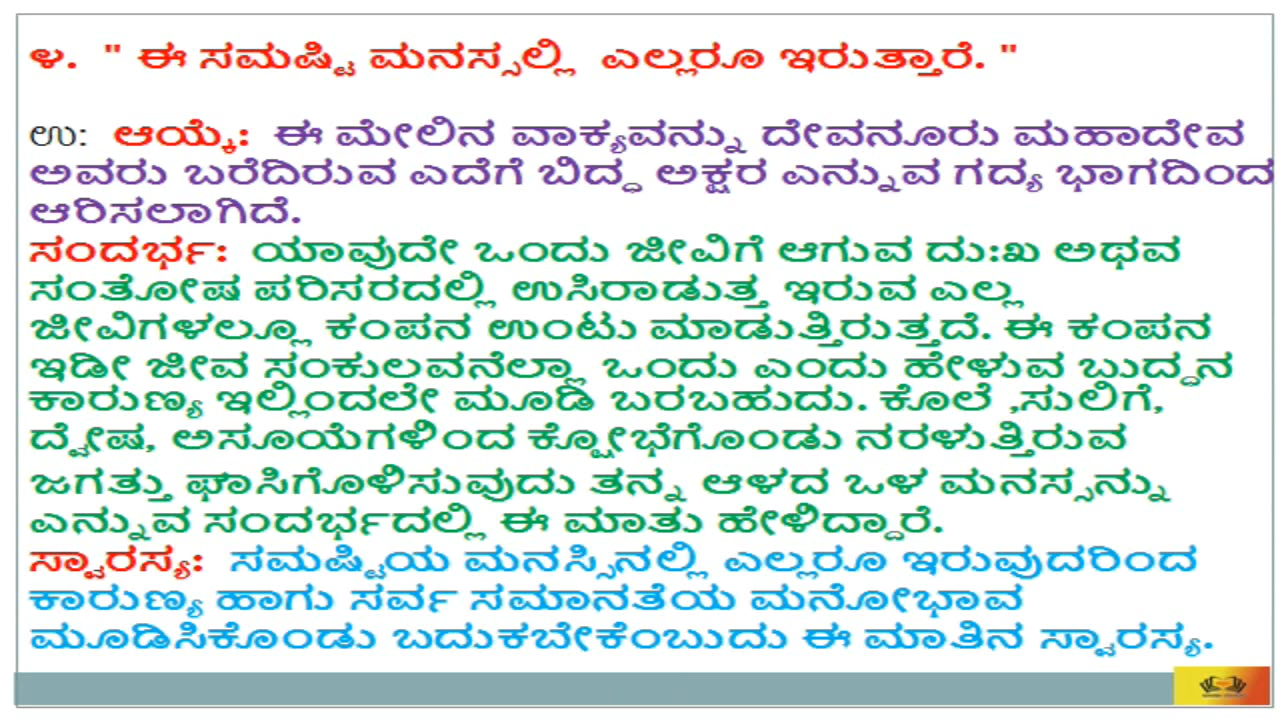 ೪. " ಈ ಸಮಷ್ಟಿ ಮನಸ್ಸಲ್ಲಿ ಎಲ್ಲರೂ ಇರುತ್ತಾರೆ. "
ಉ: ಆಯ್ಕೆ: ಈ ಮೇಲಿನ ವಾಕ್ಯವನ್ನು ದೇವನೂರು ಮಹಾದೇವ
ಅವರು ಬರೆದಿರುವ ಎದೆಗೆ ಬಿದ್ದ ಅಕ್ಷರ ಎನ್ನುವ ಗದ್ಯ ಭಾಗದಿಂದ
ಆರಿಸಲಾಗಿದೆ.
ಸಂದರ್ಭ: ಯಾವುದೇ ಒಂದು ಜೀವಿಗೆ ಆಗುವ ದು:ಖ ಅಥವ
ಸಂತೋಷ ಪರಿಸರದಲ್ಲಿ ಉಸಿರಾಡುತ್ತ ಇರುವ ಎಲ್ಲ
ಜೀವಿಗಳಲ್ಲೂ ಕಂಪನ ಉಂಟು ಮಾಡುತ್ತಿರುತ್ತದೆ. ಈ ಕಂಪನ
ಇಡೀ ಜೀವ ಸಂಕುಲವನೆಲ್ಲಾ ಒಂದು ಎಂದು ಹೇಳುವ ಬುದ್ಧನ
ಕಾರುಣ್ಯ ಇಲ್ಲಿಂದಲೇ ಮೂಡಿ ಬರಬಹುದು. ಕೊಲೆ ,ಸುಲಿಗೆ,
ದ್ವೇಷ, ಅಸೂಯೆಗಳಿಂದ ಕ್ಷೋಭೆಗೊಂಡು ನರಳುತ್ತಿರುವ
ಜಗತ್ತು ಘಾಸಿಗೊಳಿಸುವುದು ತನ್ನ ಆಳದ ಒಳ ಮನಸ್ಸನ್ನು
ಎನ್ನುವ ಸಂದರ್ಭದಲ್ಲಿ ಈ ಮಾತು ಹೇಳಿದ್ದಾರೆ.
ಸ್ವಾರಸ್ಯ: ಸಮಷ್ಟಿಯ ಮನಸ್ಸಿನಲ್ಲಿ ಎಲ್ಲರೂ ಇರುವುದರಿಂದ
ಕಾರುಣ್ಯ ಹಾಗು ಸರ್ವ ಸಮಾನತೆಯ ಮನೋಭಾವ
ಮೂಡಿಸಿಕೊಂಡು ಬದುಕಬೇಕೆಂಬುದು ಈ ಮಾತಿನ ಸ್ವಾರಸ್ಯ.